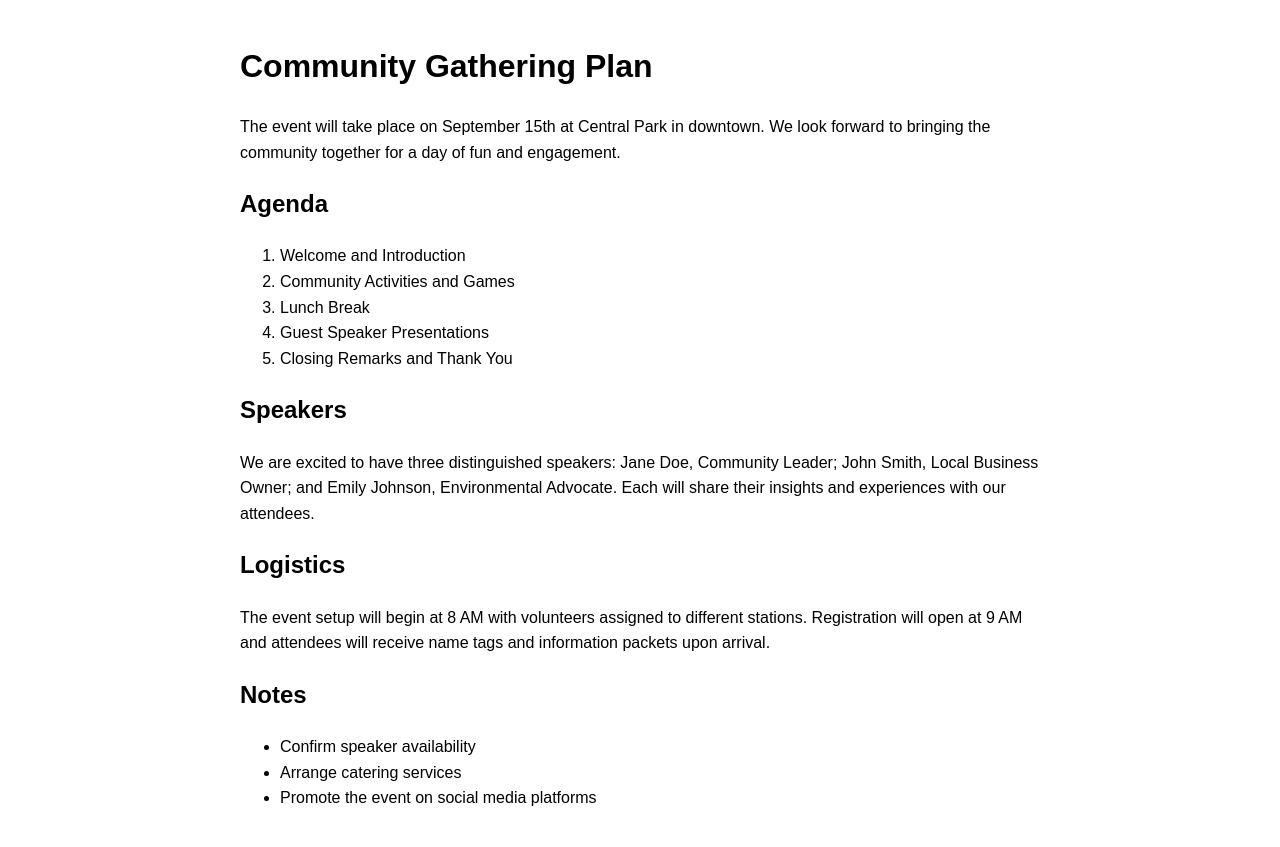 Community Gathering Plan
The event will take place on September 15th at Central Park in downtown. We look forward to bringing the
community together for a day of fun and engagement.
Agenda
1. Welcome and Introduction
2. Community Activities and Games
3. Lunch Break
4. Guest Speaker Presentations
5. Closing Remarks and Thank You
Speakers
We are excited to have three distinguished speakers: Jane Doe, Community Leader; John Smith, Local Business
Owner; and Emily Johnson, Environmental Advocate. Each will share their insights and experiences with our
attendees.
Logistics
The event setup will begin at 8 AM with volunteers assigned to different stations. Registration will open at 9 AM
and attendees will receive name tags and information packets upon arrival.
Notes
• Confirm speaker availability
• Arrange catering services
• Promote the event on social media platforms